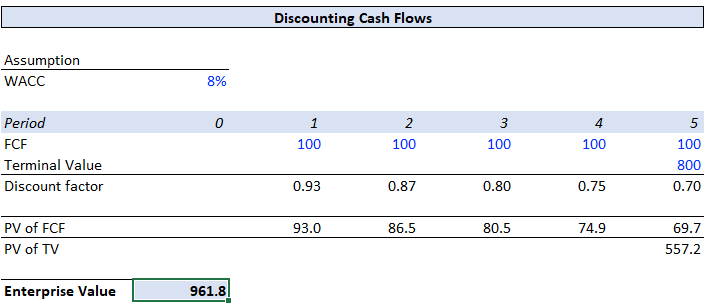 Discounting Cash Flows
Assumption
WACC 8%
Period 0 1 2 3 4 5
FCF 100 100 100 100 100
Terminal Value 800
Discount factor 0.93 0.87 0.80 0.75 0.70
PV of FCF 93.0 86.5 80.5 74.9 69.7
PV of TV 557.2
Enterprise Value 961.8